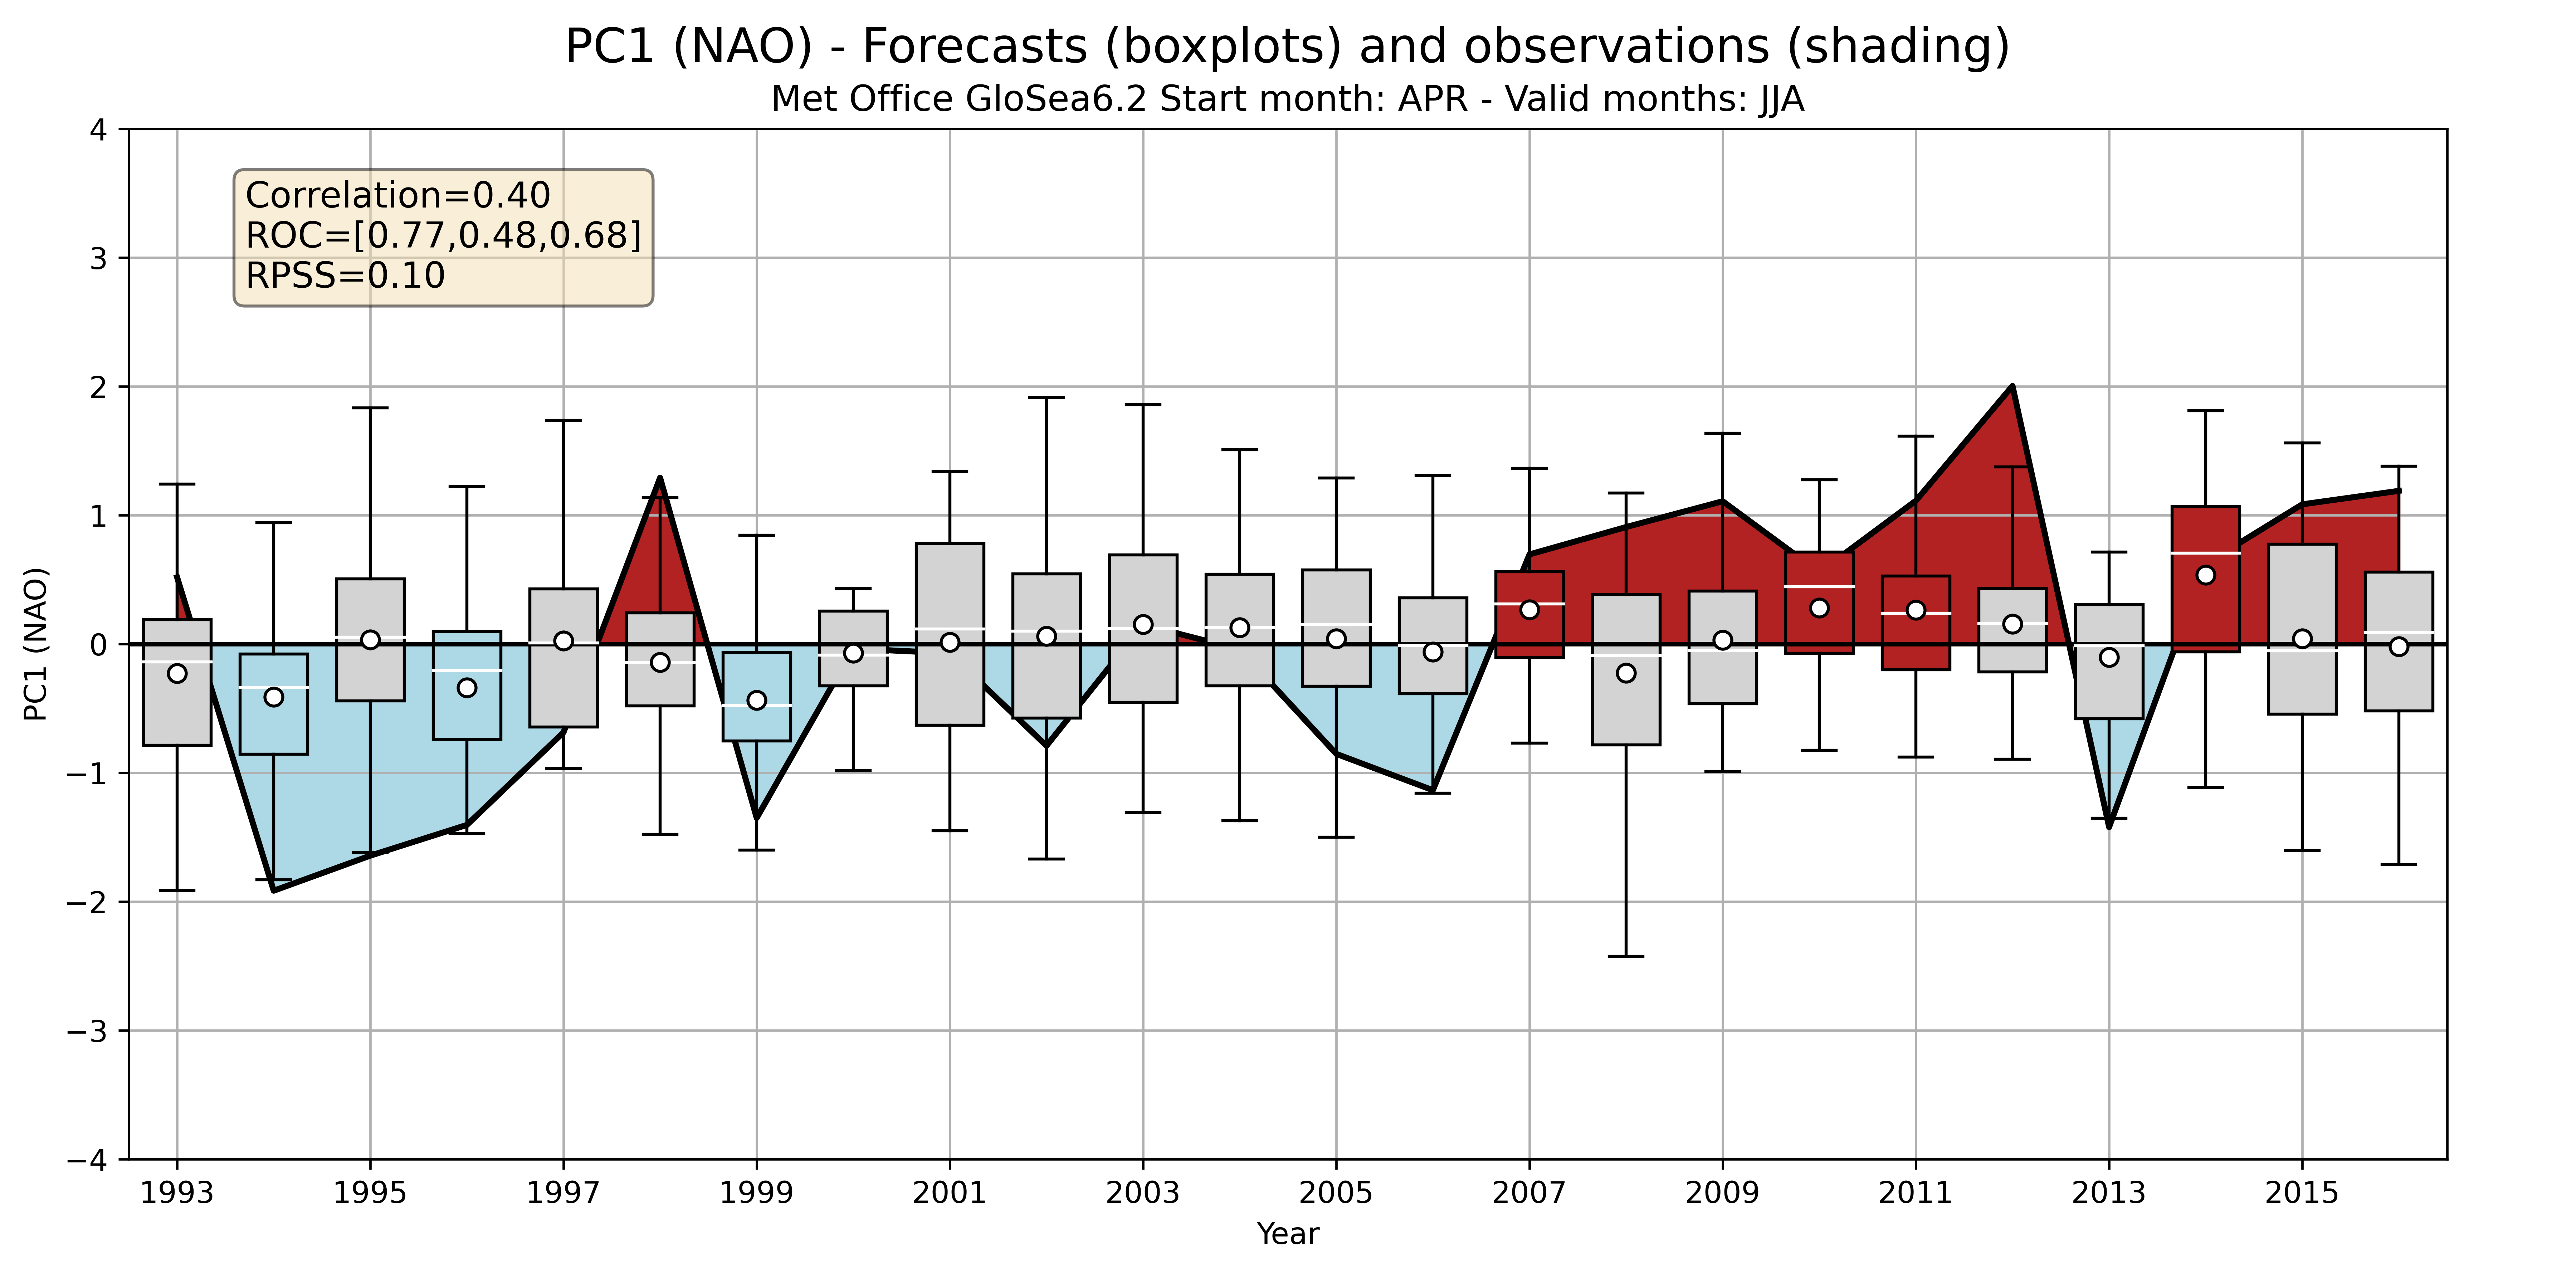 PC1 (NAO) - Forecasts (boxplots) and observations (shading)
Met Office GloSea6.2 Start month: APR - Valid months: JJA
Correlation=0.40
ROC=[0.77,0.48,0.68]
RPSS=0.10
PC1 (NAO)
4
3
2
1
0
−1
−2
−3
−4
1993 1995 1997 1999 2001 2003 2005 2007 2009 2011 2013 2015
Year